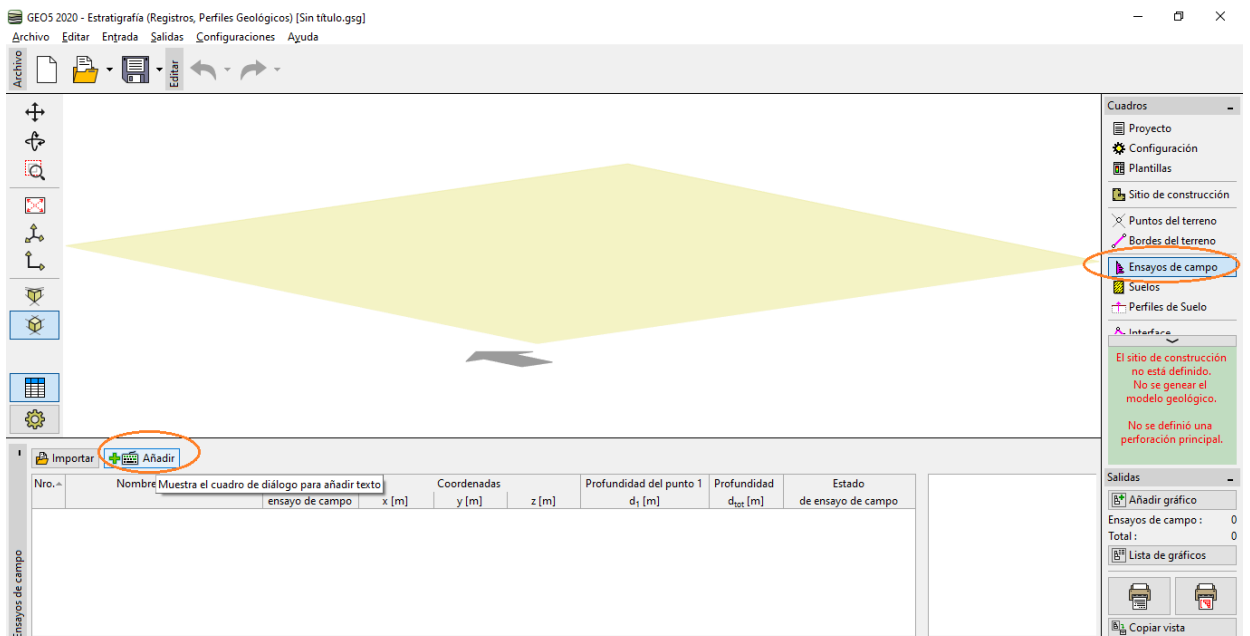 GEO5 2020 - Estratigrafía (Registros, Perfiles Geológicos) [Sin título.gsg]
Archivo Editar Entrada Salidas Configuraciones Ayuda
Archivo
Editar
Cuadros
Proyecto
Configuración
Plantillas
Sitio de construcción
Puntos del terreno
Bordes del terreno
Ensayos de campo
Suelos
Perfiles de Suelo
Interface
El sitio de construcción
no está definido.
No se genear el
modelo geológico.
No se definió una
perforación principal.
Importar
Añadir
Muestra el cuadro de diálogo para añadir texto
Nro. Nombre Coordenadas Profundidad del punto 1 Profundidad Estado
ensayo de campo x [m] y [m] z [m] d1 [m] dtot [m] de ensayo de campo
Ensayos de campo
Salidas
Añadir gráfico
Ensayos de campo : 0
Total : 0
Lista de gráficos
Copiar vista